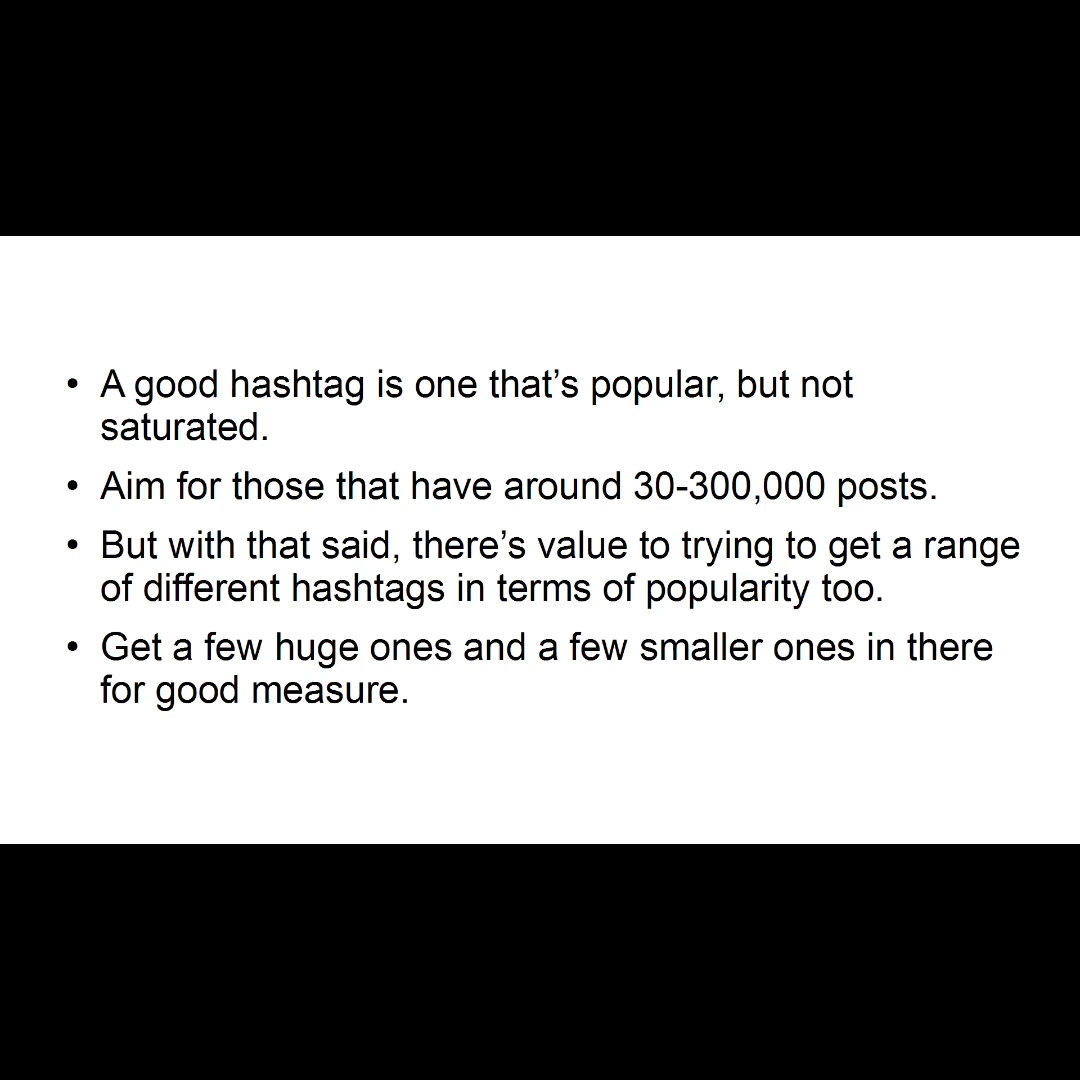 • A good hashtag is one that’s popular, but not
saturated.
• Aim for those that have around 30-300,000 posts.
• But with that said, there’s value to trying to get a range
of different hashtags in terms of popularity too.
• Get a few huge ones and a few smaller ones in there
for good measure.